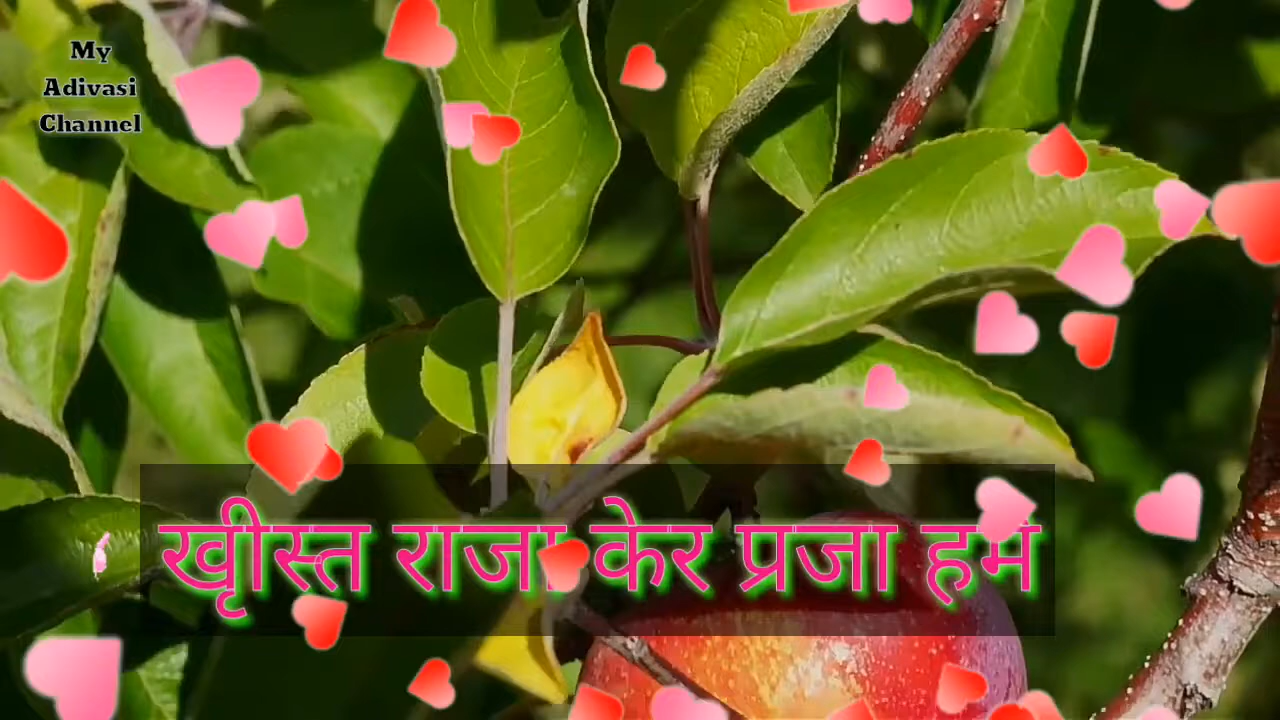 My
Adivasi
Channel
खृीस्त राजा केर प्रजा हमे